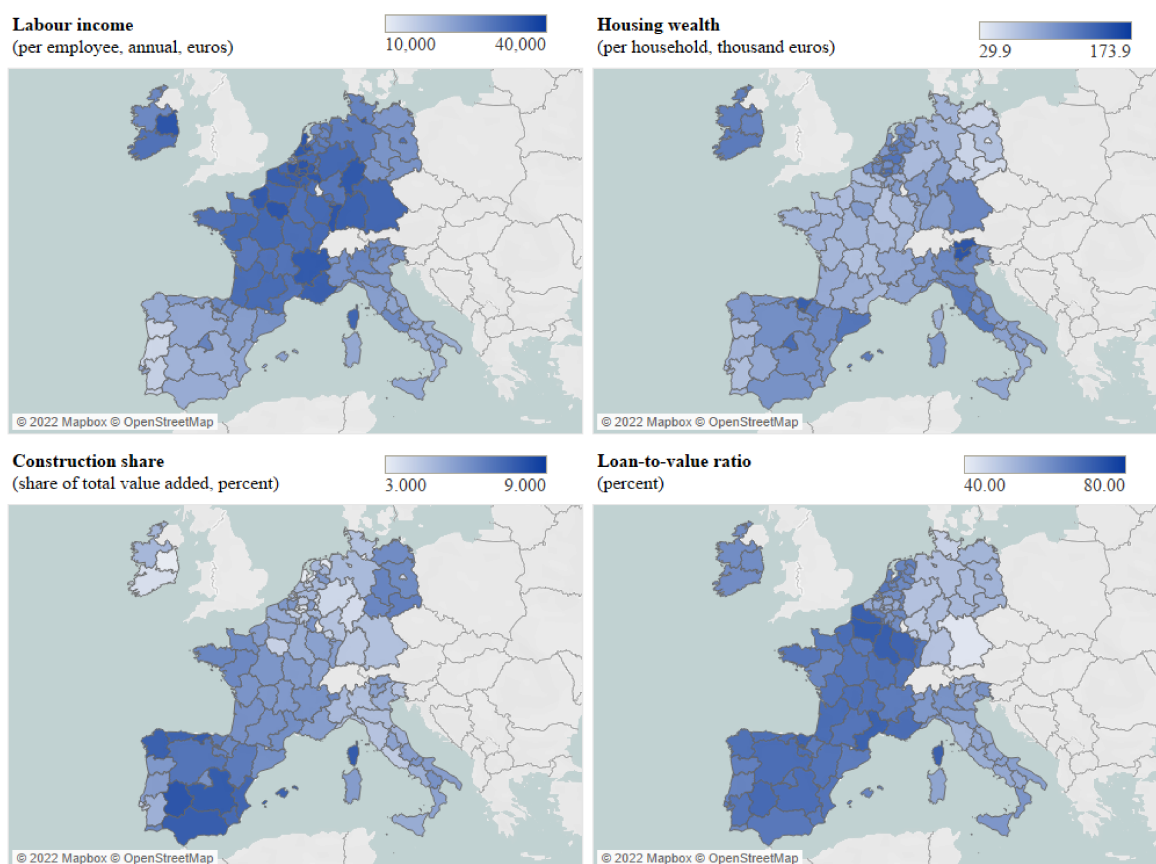 Labour income
(per employee, annual, euros)
10,000 40,000
© 2022 Mapbox © OpenStreetMap
Housing wealth
(per household, thousand euros)
29.9 173.9
© 2022 Mapbox © OpenStreetMap
Construction share
(share of total value added, percent)
3.000 9.000
© 2022 Mapbox © OpenStreetMap
Loan-to-value ratio
(percent)
40.00 80.00
© 2022 Mapbox © OpenStreetMap